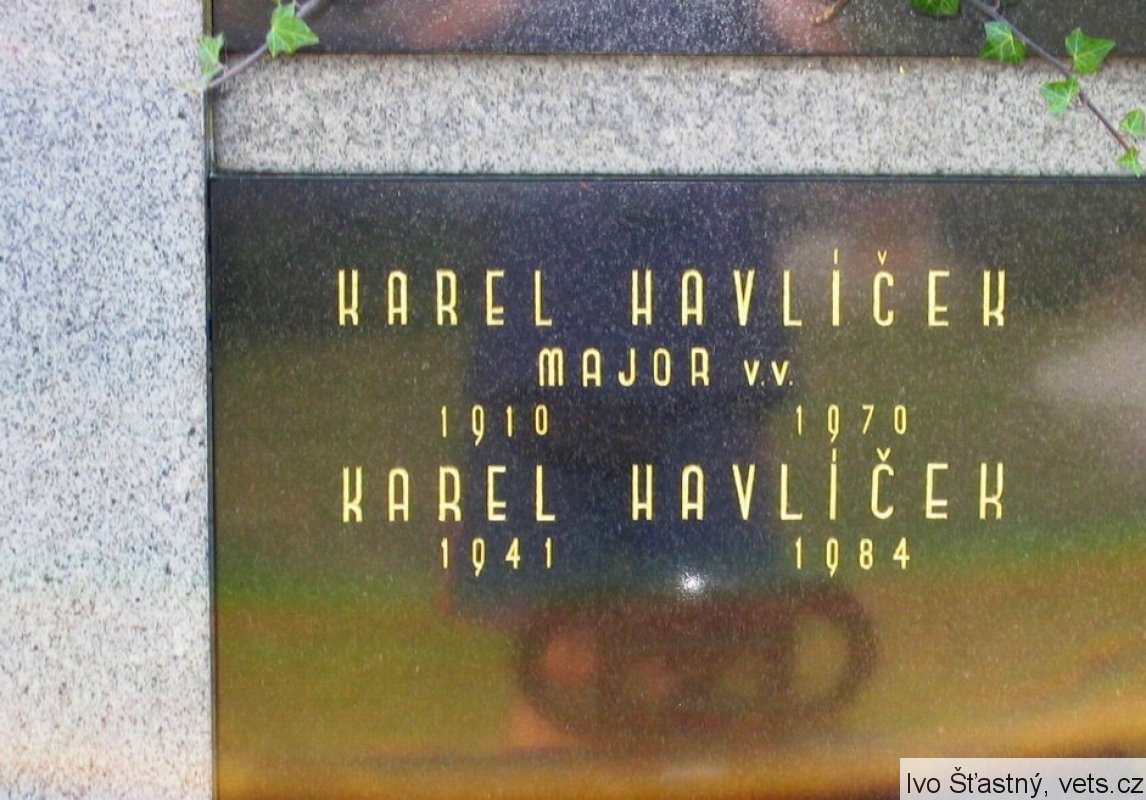 KAREL HAVLÍČEK
MAJOR v.v.
1910 1970
KAREL HAVLÍČEK
1941 1984
Ivo Šťastný, vets.cz